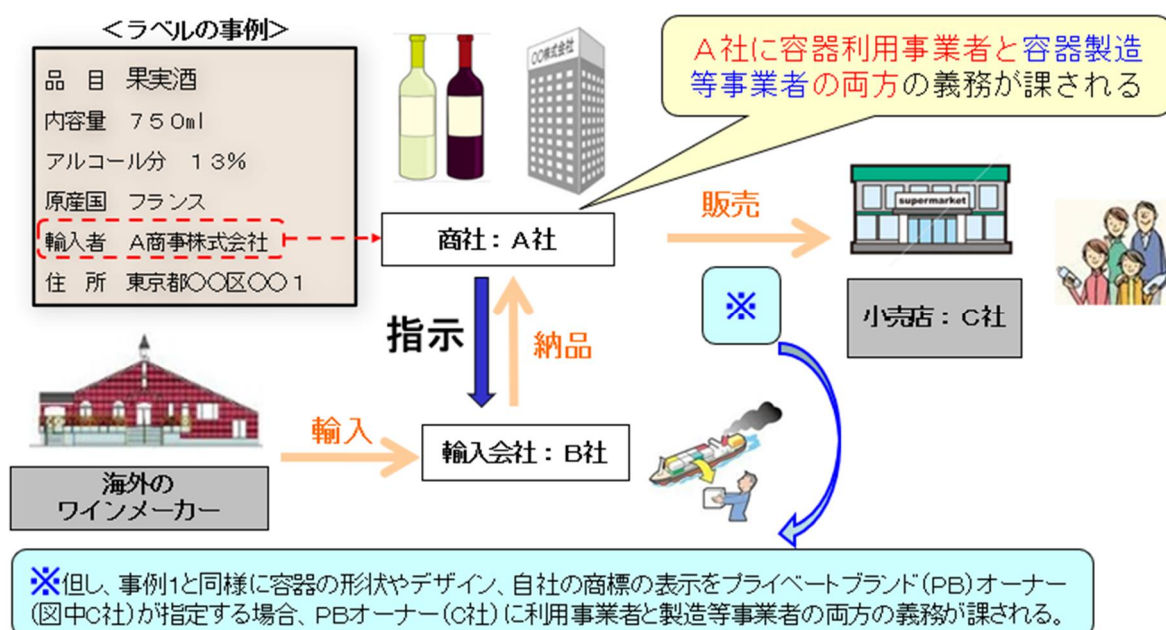 <ラベルの事例>
品 目 果実酒
内容量 750ml
アルコール分 13%
原産国 フランス
輸入者 A商事株式会社
住 所 東京都〇〇区〇〇1
〇〇株式会社
A社に容器利用事業者と容器製造
等事業者の両方の義務が課される
商社:A社
販売
supermarket
小売店:C社
※
指示
納品
輸入
輸入会社:B社
海外の
ワインメーカー
※但し、事例1と同様に容器の形状やデザイン、自社の商標の表示をプライベートブランド(PB)オーナー
(図中C社)が指定する場合、PBオーナー(C社)に利用事業者と製造等事業者の両方の義務が課される。